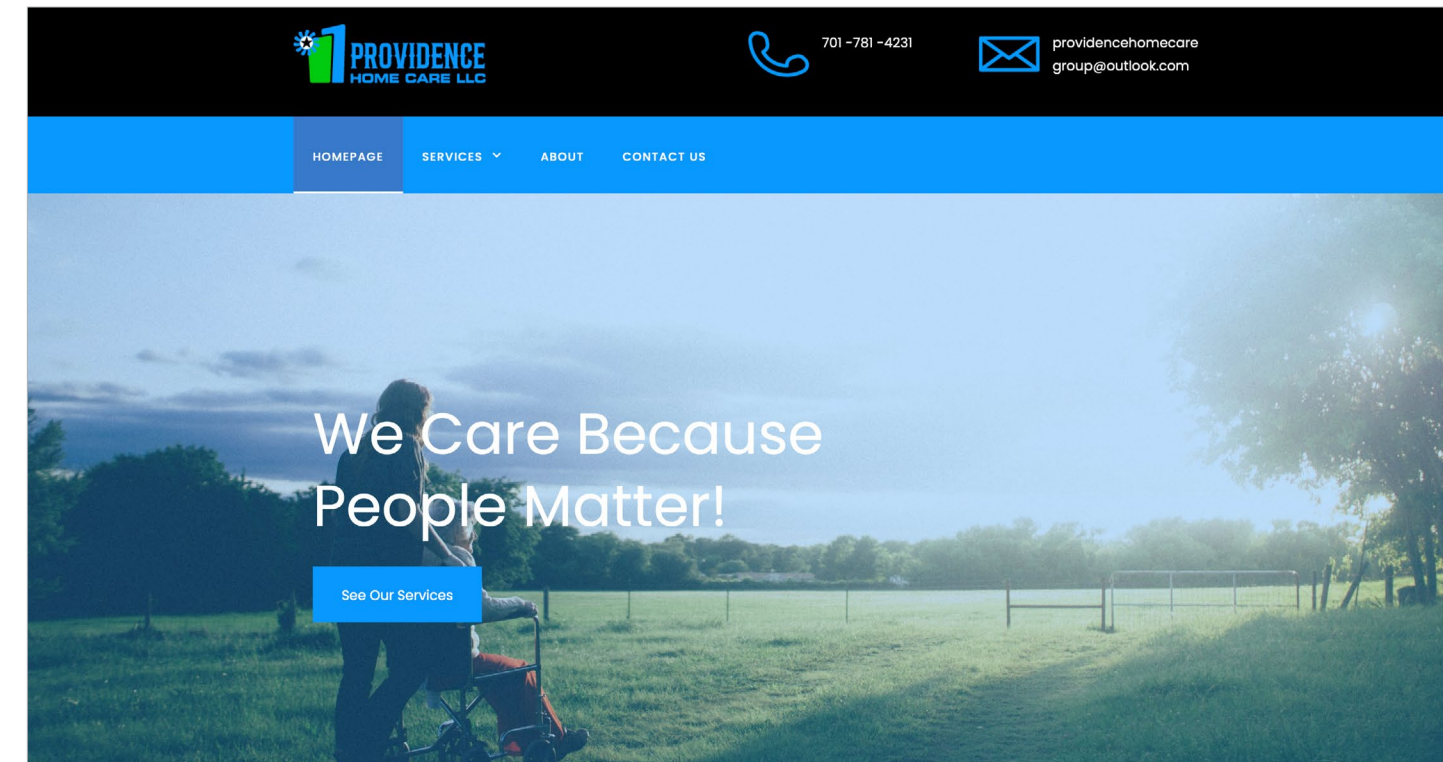 PROVIDENCE
HOME CARE LLC
701 -781 -4231
providencehomecare
group@outlook.com
HOMEPAGE
SERVICES
ABOUT
CONTACT US
We Care Because
People Matter!
See Our Services